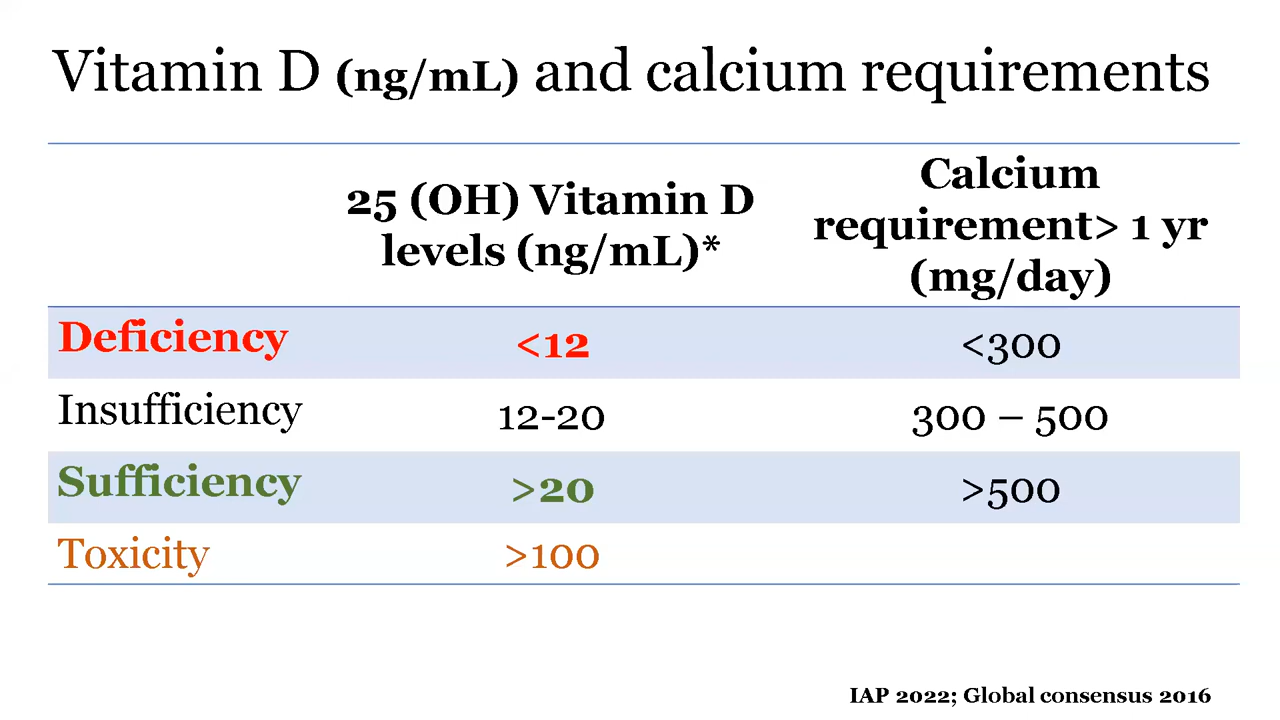 Vitamin D (ng/mL) and calcium requirements
25 (OH) Vitamin D
levels (ng/mL)*
Calcium
requirement> 1 yr
(mg/day)
Deficiency <12 <300
Insufficiency 12-20 300 – 500
Sufficiency >20 >500
Toxicity >100
IAP 2022; Global consensus 2016